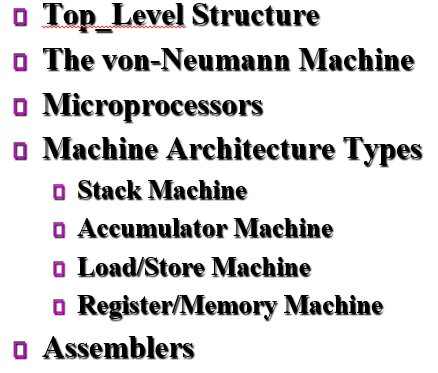 Top_Level Structure
The von-Neumann Machine
Microprocessors
Machine Architecture Types
Stack Machine
Accumulator Machine
Load/Store Machine
Register/Memory Machine
Assemblers